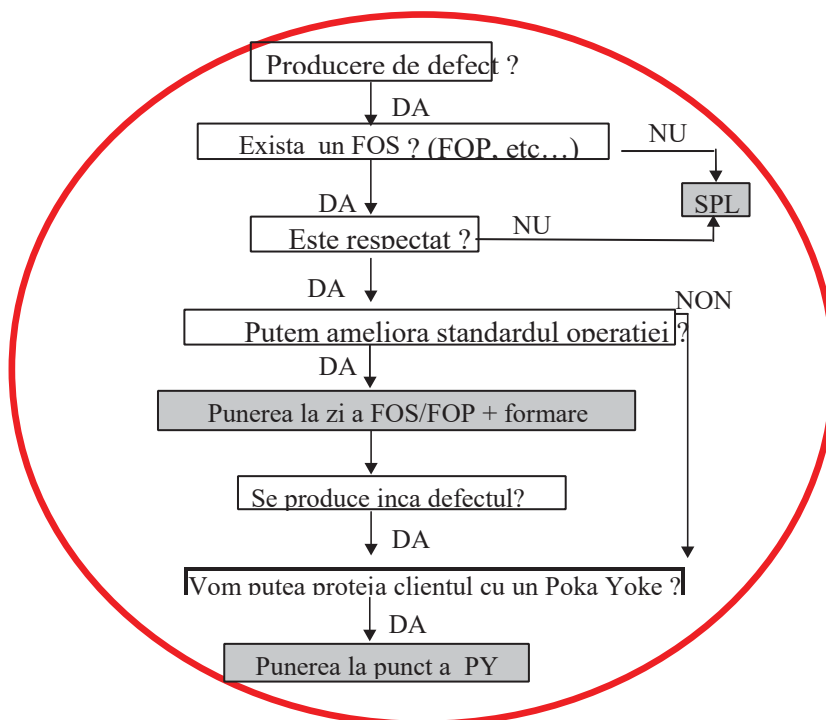 Producere de defect ?
DA
Exista un FOS ? (FOP, etc…)
NU
SPL
DA
Este respectat ?
NU
DA
NON
Putem ameliora standardul operatiei ?
DA
Punerea la zi a FOS/FOP + formare
Se produce inca defectul?
DA
Vom putea proteja clientul cu un Poka Yoke ?
DA
Punerea la punct a PY